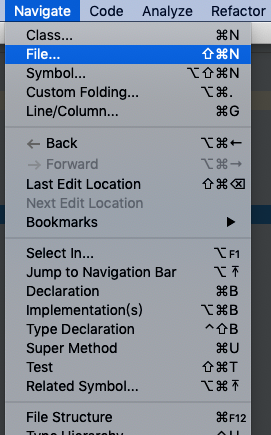 Navigate Code Analyze Refactor
Class... ⌘N
File... ⇧⌘N
Symbol... ⌥⇧⌘N
Custom Folding... ⌥⌘.
Line/Column... ⌘G
← Back ⌥⌘←
→ Forward ⌥⌘→
Last Edit Location ⇧⌘⌫
Next Edit Location
Bookmarks ▶
Select In... ⌥F1
Jump to Navigation Bar ⌥⇡
Declaration ⌘B
Implementation(s) ⌥⌘B
Type Declaration ^⇧B
Super Method ⌘U
Test ⇧⌘T
Related Symbol... ⌥⌘⇡
File Structure ⌘F12
Type Hierarchy ^H